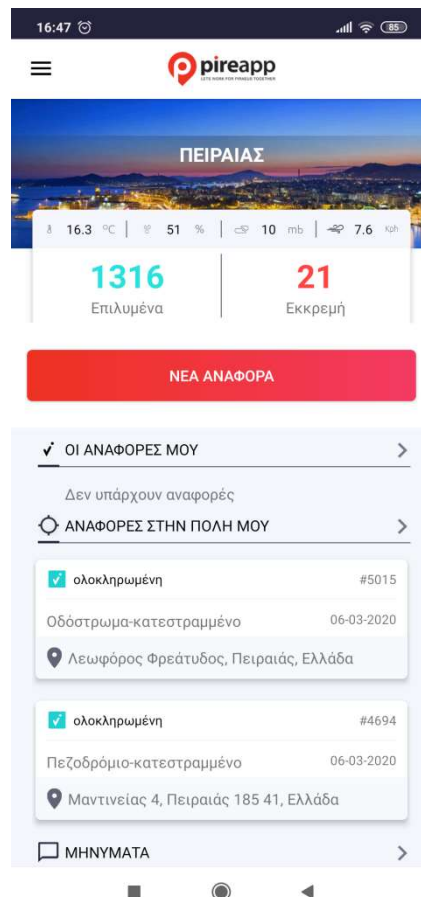 16:47
85
pireapp
LETS WORK FOR PIRAEUS TOGETHER
ΠΕΙΡΑΙΑΣ
16.3 °C | 51 % | 10 mb | 7.6 Kph
1316 21
Επιλυμένα Εκκρεμή
ΝΕΑ ΑΝΑΦΟΡΑ
ΟΙ ΑΝΑΦΟΡΕΣ ΜΟΥ
Δεν υπάρχουν αναφορές
ΑΝΑΦΟΡΕΣ ΣΤΗΝ ΠΟΛΗ ΜΟΥ
ολοκληρωμένη #5015
Οδόστρωμα-κατεστραμμένο 06-03-2020
Λεωφόρος Φρεάτυδος, Πειραιάς, Ελλάδα
ολοκληρωμένη #4694
Πεζοδρόμιο-κατεστραμμένο 06-03-2020
Μαντινείας 4, Πειραιάς 185 41, Ελλάδα
ΜΗΝΥΜΑΤΑ